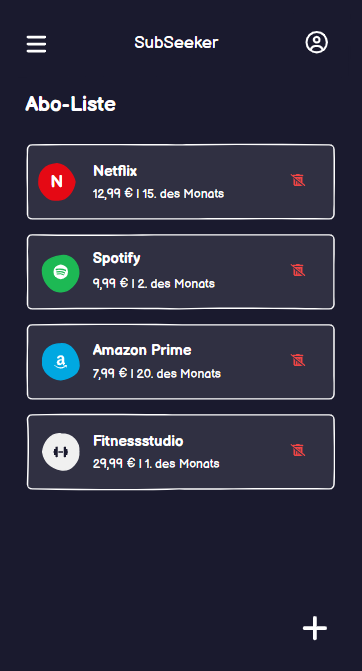 SubSeeker
Abo-Liste
N
Netflix
12,99 € | 15. des Monats
Spotify
9,99 € | 2. des Monats
a
Amazon Prime
7,99 € | 20. des Monats
Fitnessstudio
29,99 € | 1. des Monats